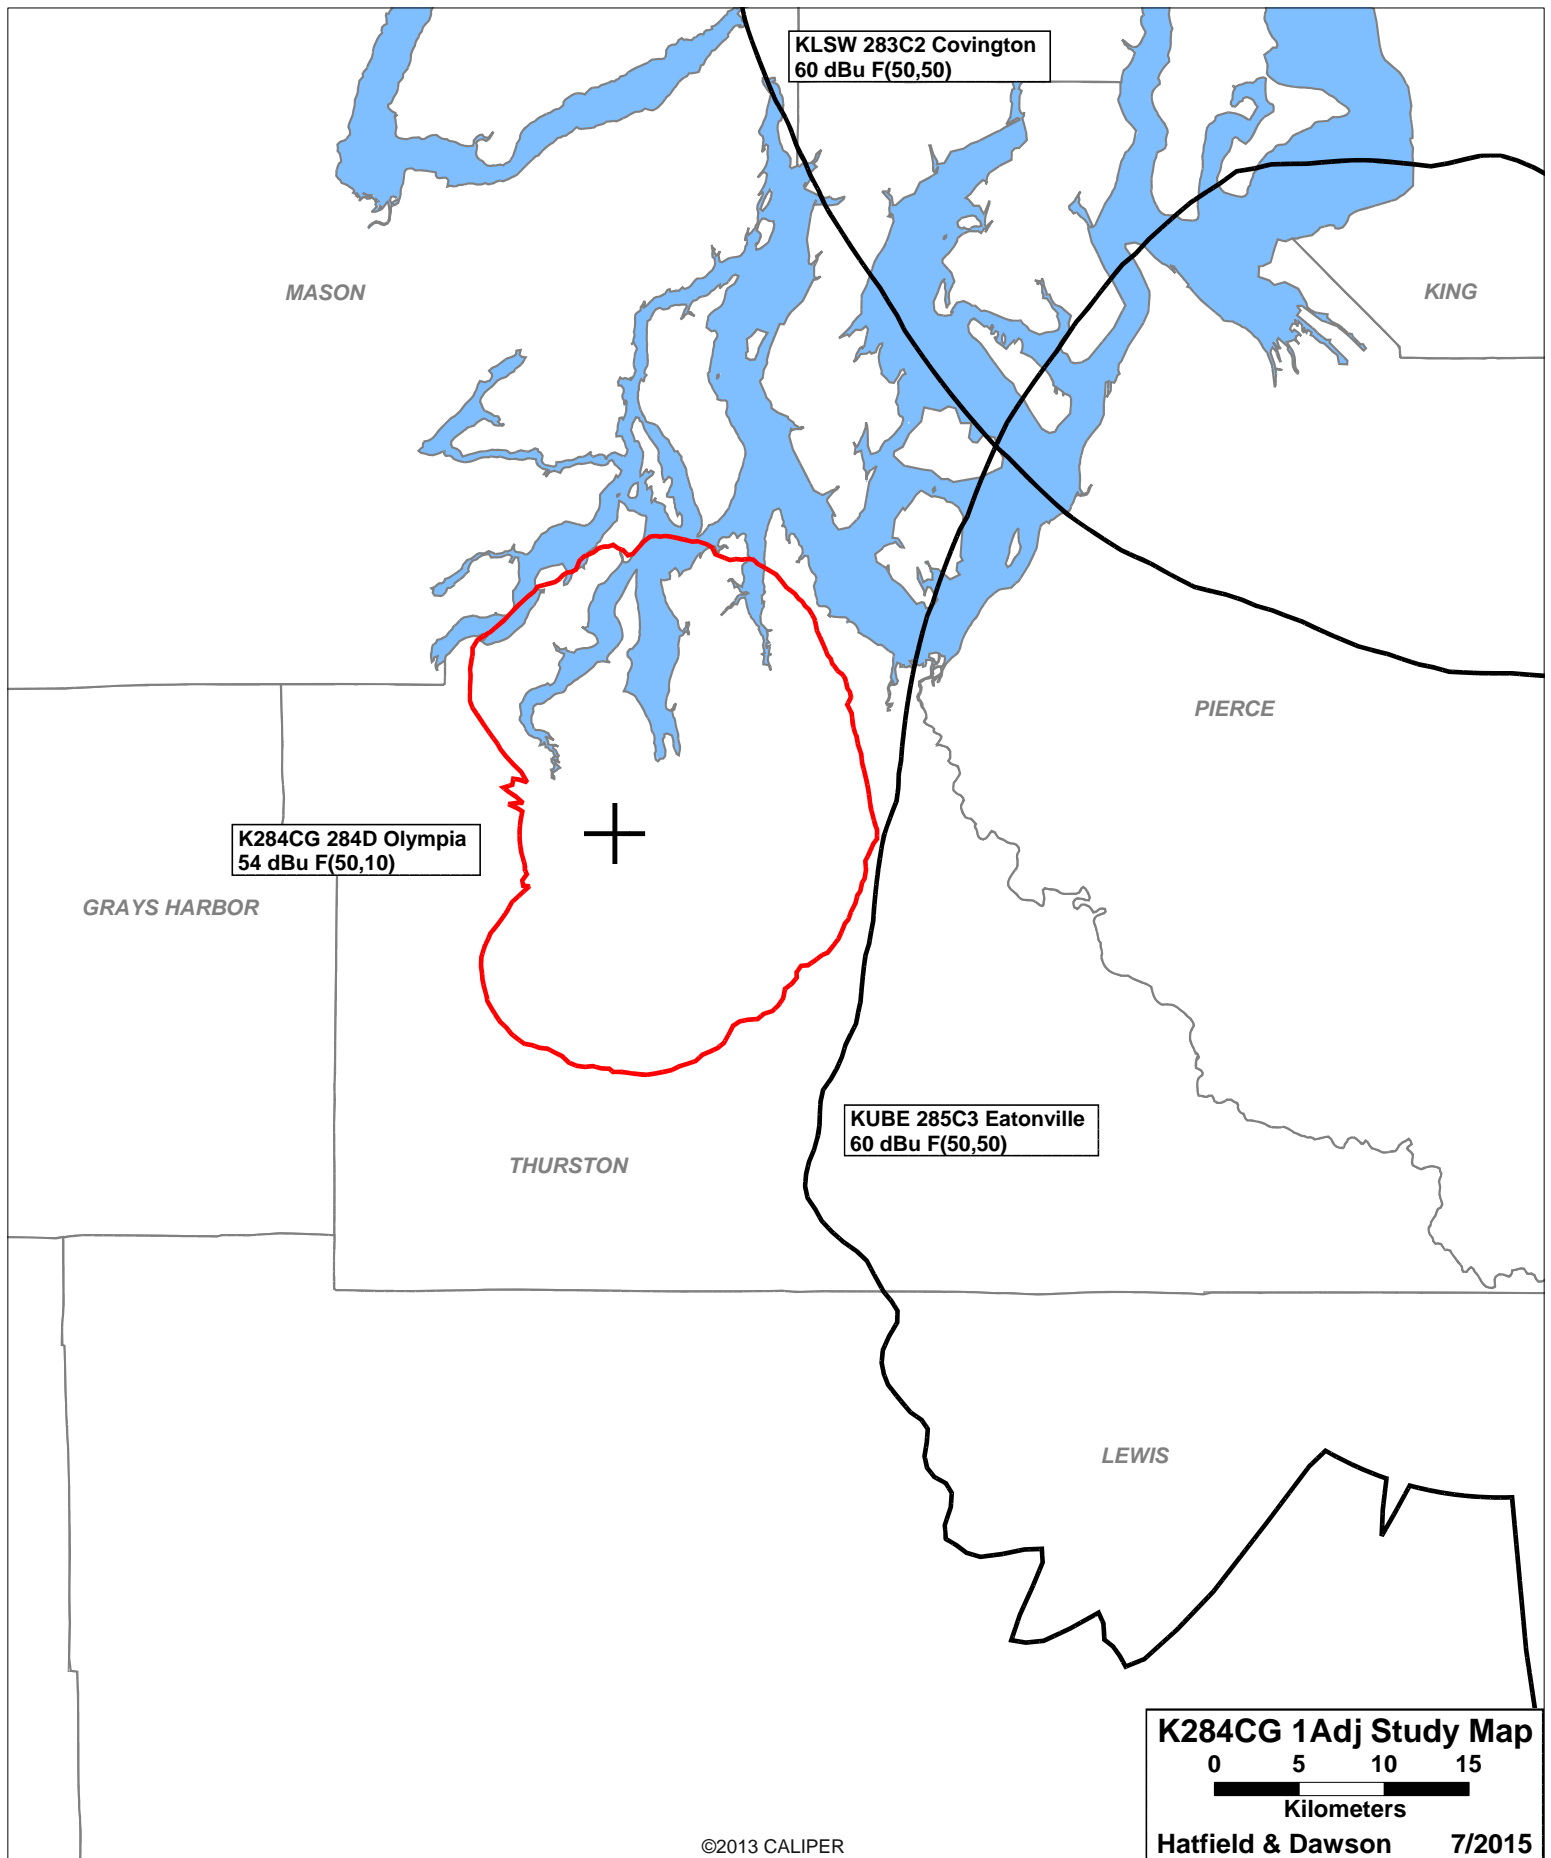 KLSW 283C2 Covington
60 dBu F(50,50)
MASON
KING
PIERCE
K284CG 284D Olympia
54 dBu F(50,10)
GRAYS HARBOR
KUBE 285C3 Eatonville
60 dBu F(50,50)
THURSTON
LEWIS
K284CG 1Adj Study Map
0 5 10 15
Kilometers
Hatfield & Dawson 7/2015
©2013 CALIPER